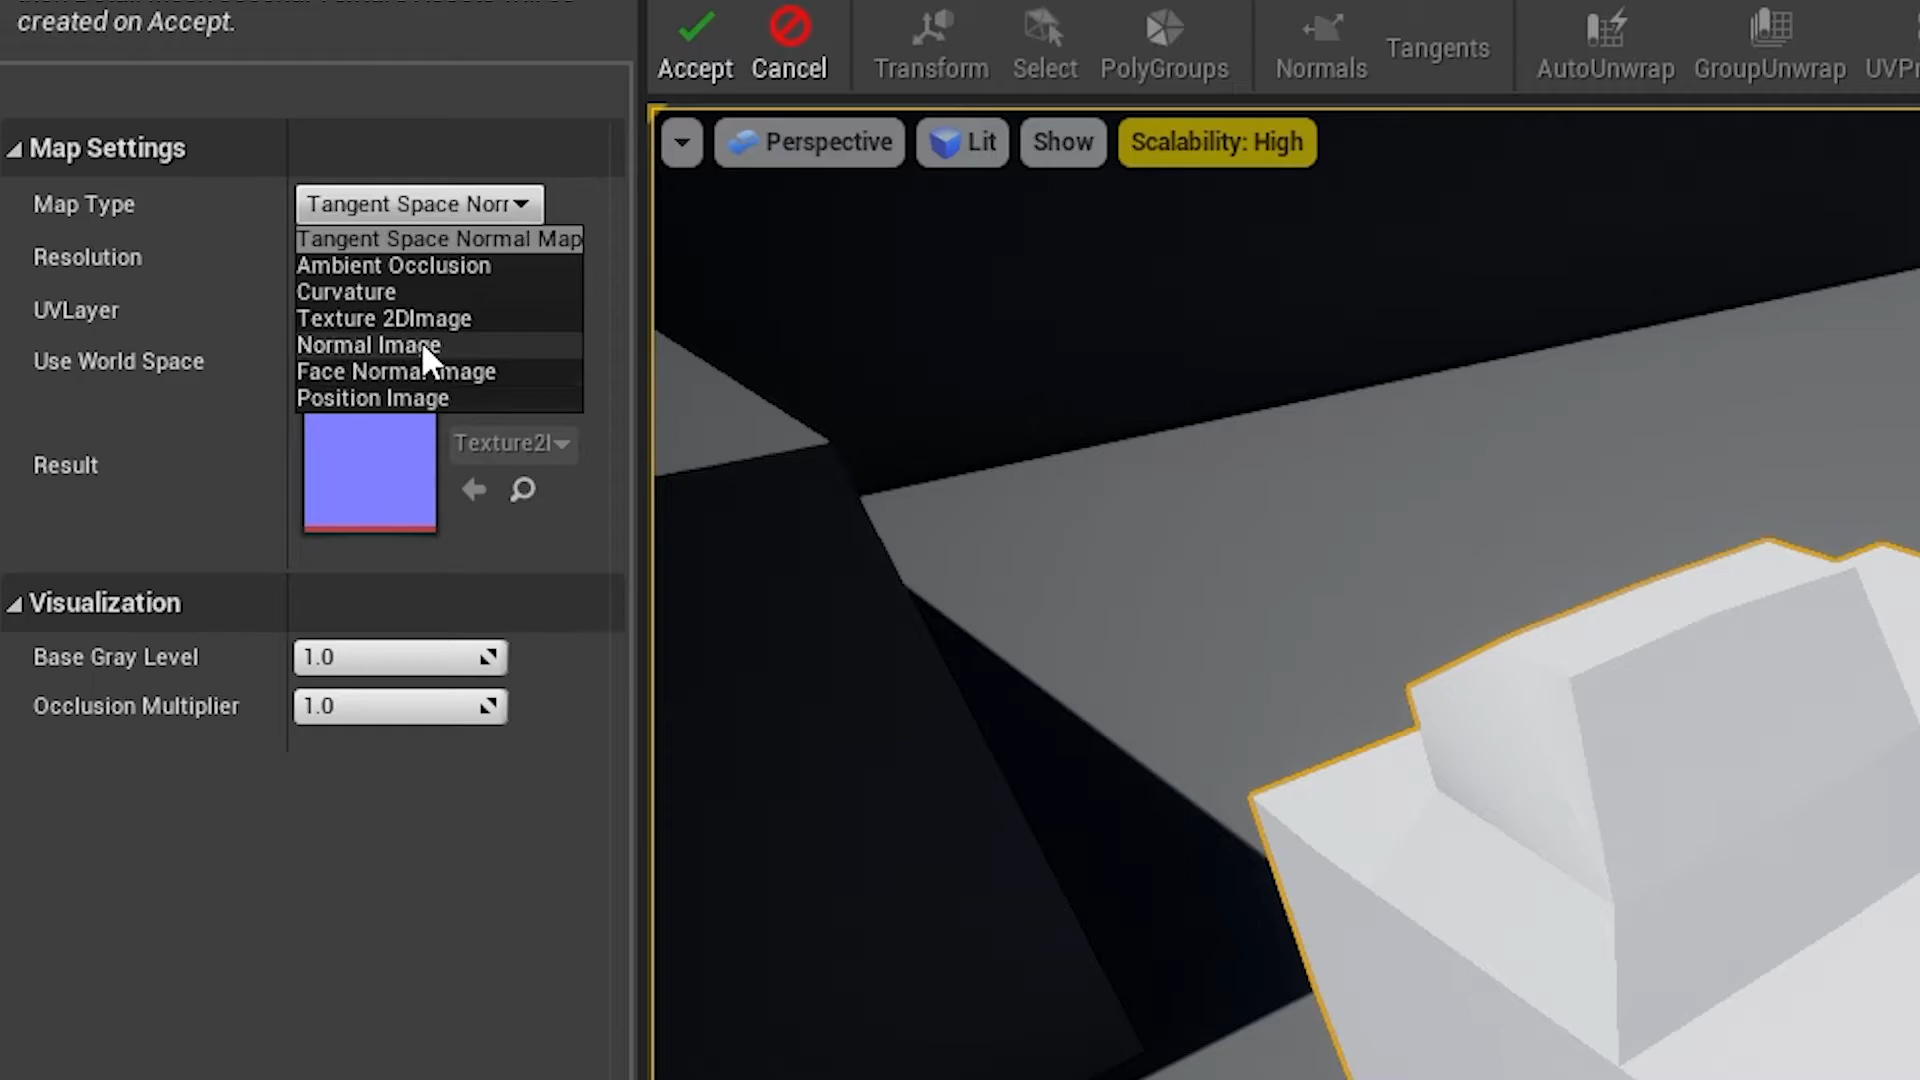 created on Accept.
Accept
Cancel
Transform
Select
PolyGroups
Normals
Tangents
AutoUnwrap
GroupUnwrap
UVPr
Perspective
Lit
Show
Scalability: High
Map Settings
Map Type
Tangent Space Norr
Tangent Space Normal Map
Ambient Occlusion
Curvature
Texture 2DImage
Normal Image
Face Normal Image
Position Image
Resolution
UVLayer
Use World Space
Result
Texture2I
Visualization
Base Gray Level
1.0
Occlusion Multiplier
1.0